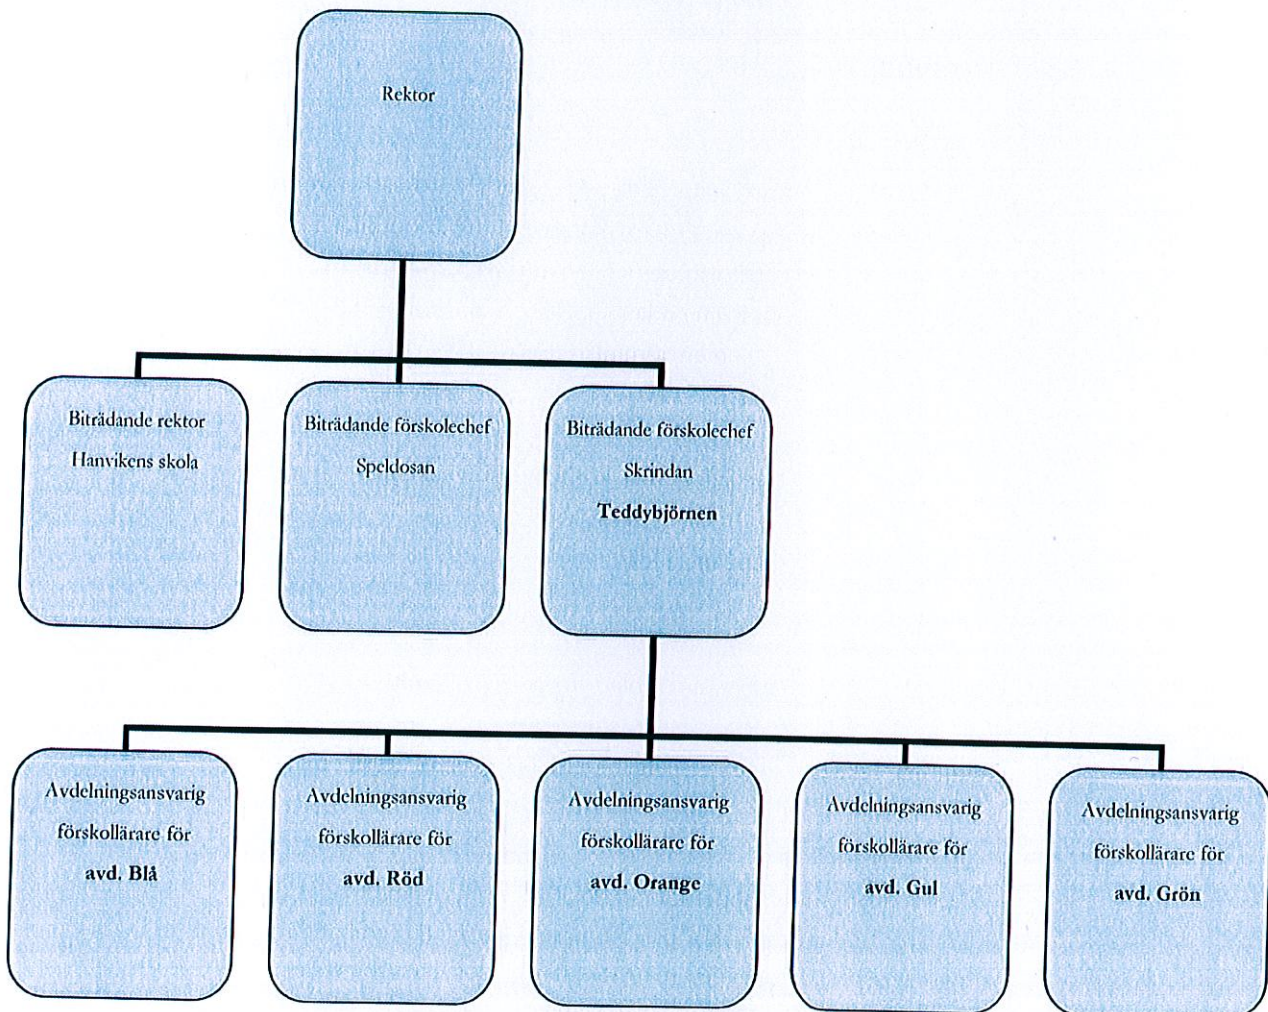 Rektor
Biträdande rektor
Hanvikens skola
Biträdande förskolechef
Speldosan
Biträdande förskolechef
Skrindan
Teddybjörnen
Avdelningsansvarig
förskollärare för
avd. Blå
Avdelningsansvarig
förskollärare för
avd. Röd
Avdelningsansvarig
förskollärare för
avd. Orange
Avdelningsansvarig
förskollärare för
avd. Gul
Avdelningsansvarig
förskollärare för
avd. Grön